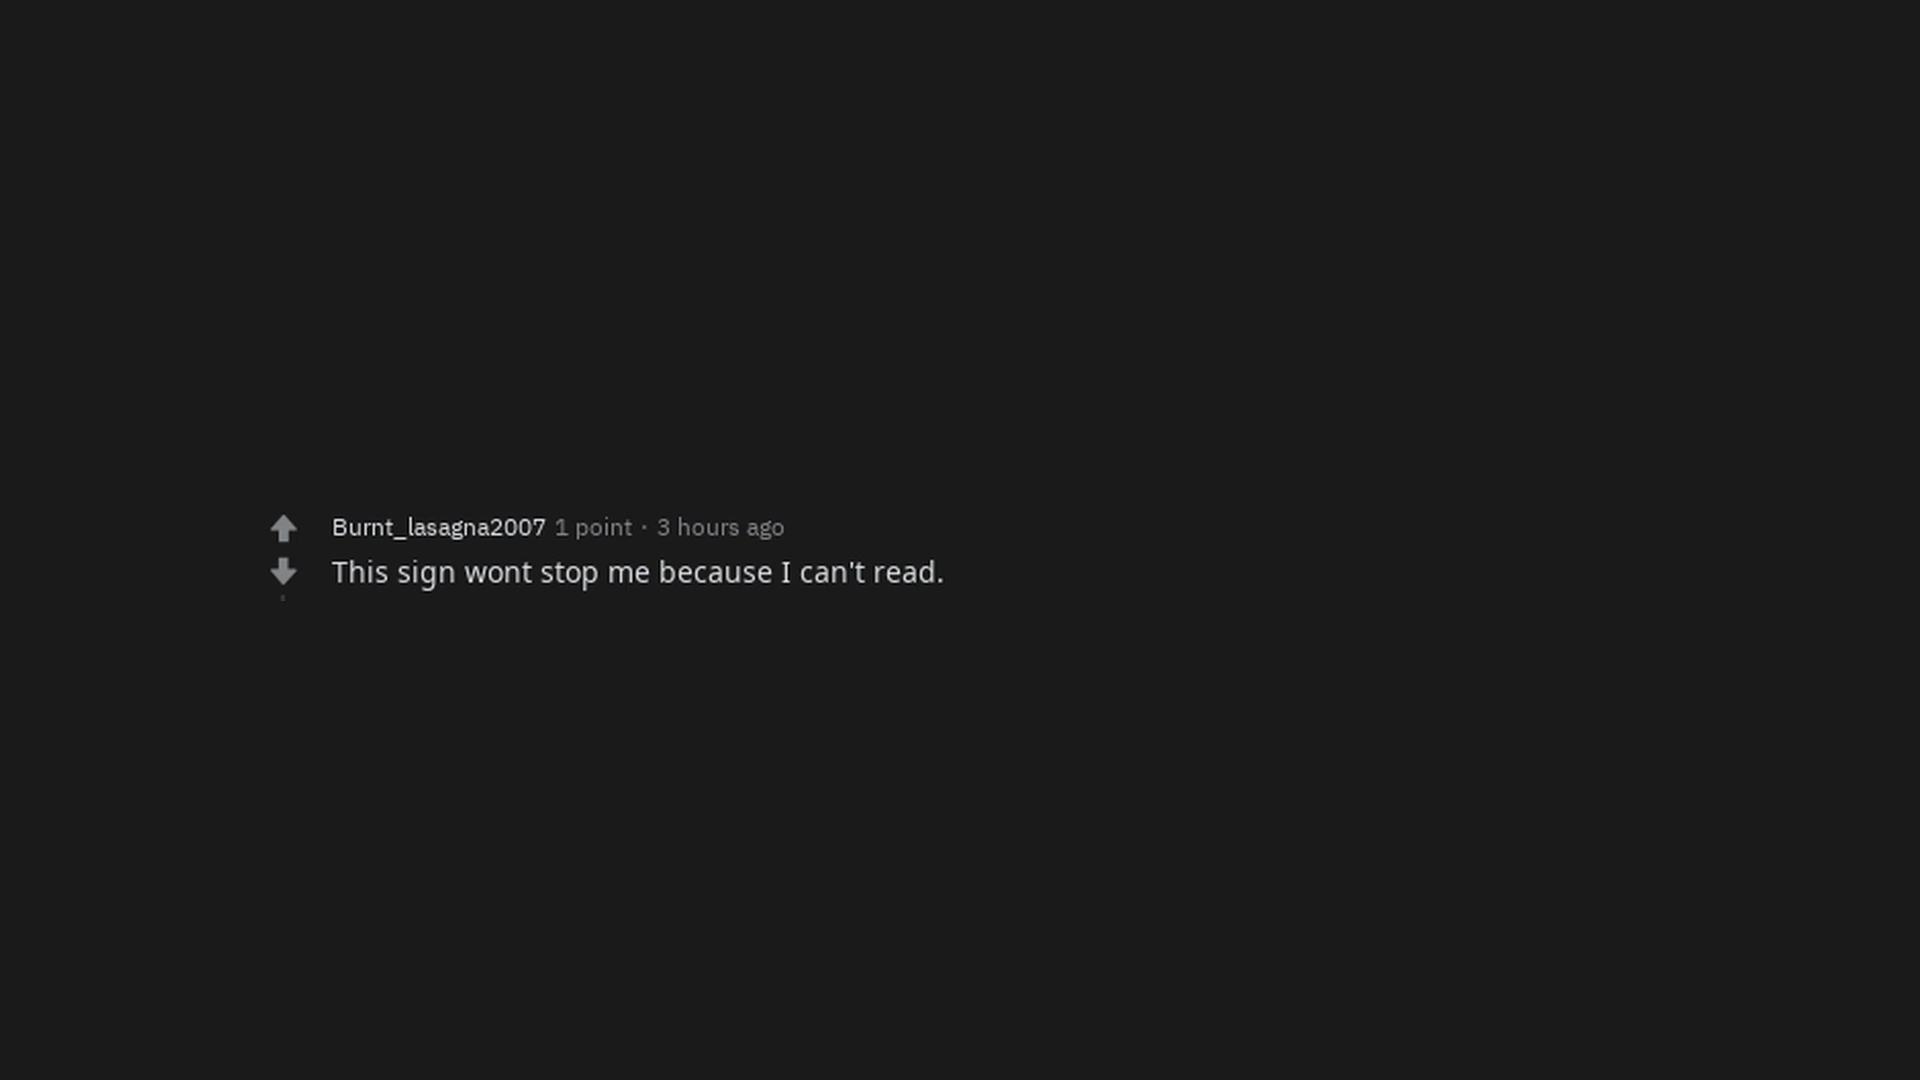 Burnt_lasagna2007 1 point · 3 hours ago
This sign wont stop me because I can't read.